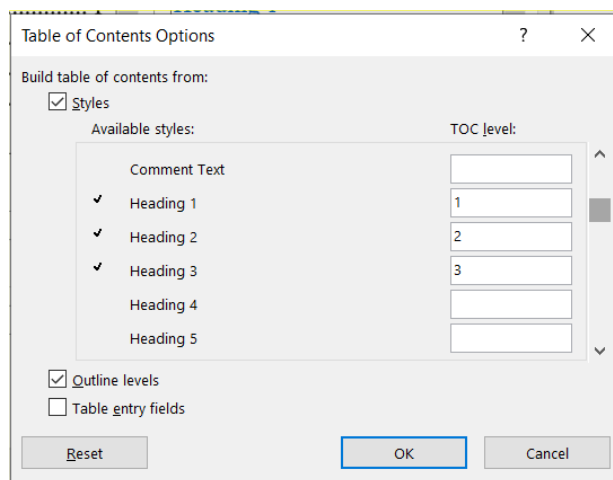 Table of Contents Options ?
Build table of contents from:
Styles
Available styles: TOC level:
Comment Text
Heading 1 1
Heading 2 2
Heading 3 3
Heading 4
Heading 5
Outline levels
Table entry fields
Reset OK Cancel